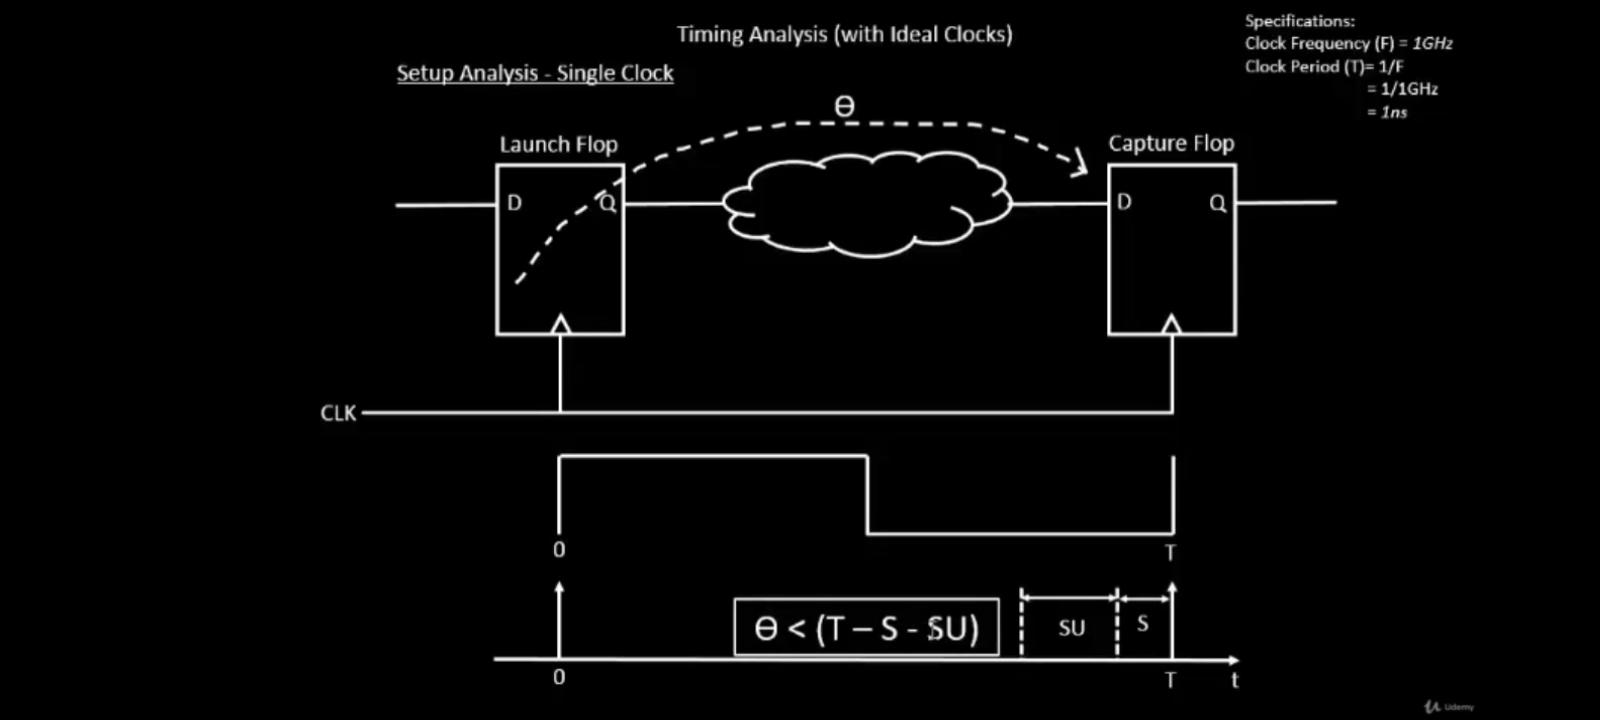 Timing Analysis (with Ideal Clocks)
Specifications:
Clock Frequency (F) = 1GHz
Clock Period (T)= 1/F
= 1/1GHz
= 1ns
Setup Analysis - Single Clock
Ɵ
Launch Flop
Capture Flop
D
Q
D
Q
CLK
0
T
Ɵ < (T – S - SU)
SU
S
0
T
t
Udemy